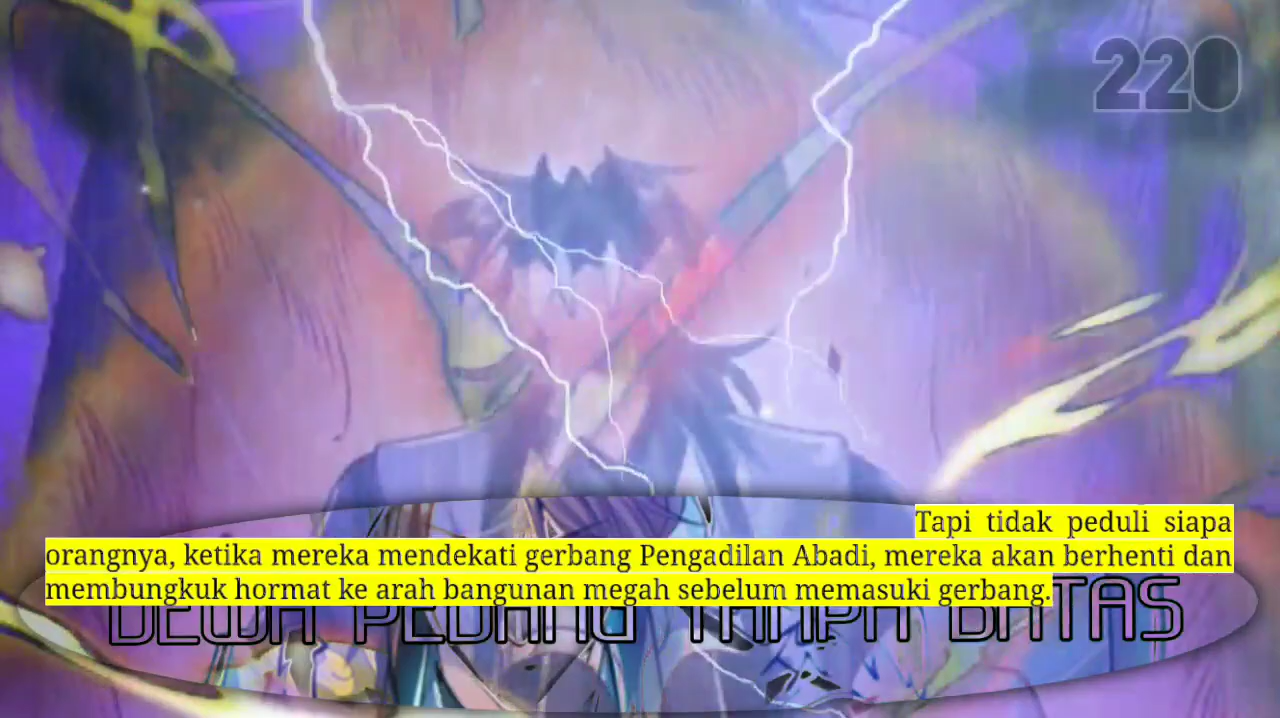 220
Tapi tidak peduli siapa
orangnya, ketika mereka mendekati gerbang Pengadilan Abadi, mereka akan berhenti dan
membungkuk hormat ke arah bangunan megah sebelum memasuki gerbang.
DEWA PEDANG TANPA BATAS